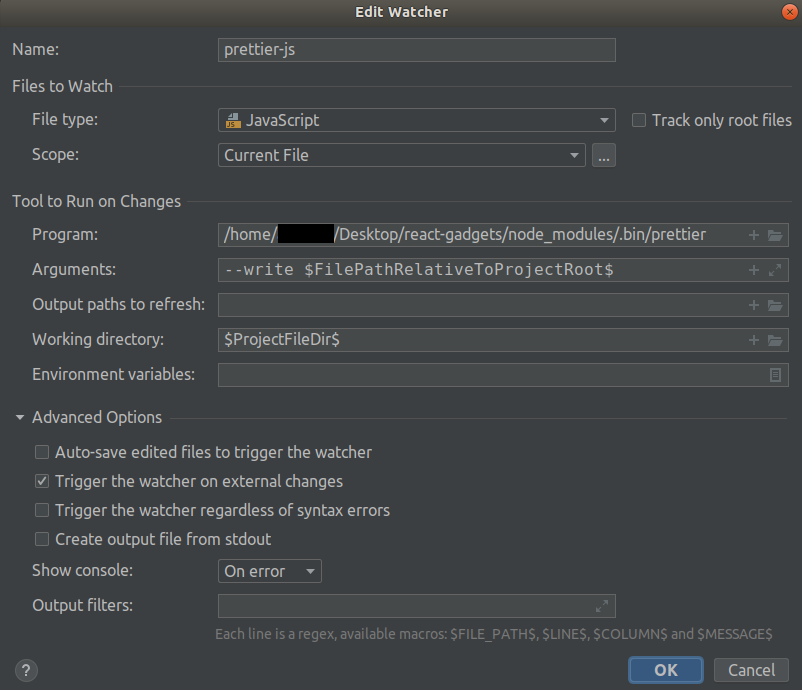 Edit Watcher
Name: prettier-js
Files to Watch
File type: JS JavaScript Track only root files
Scope: Current File ...
Tool to Run on Changes
Program: /home/ /Desktop/react-gadgets/node_modules/.bin/prettier
Arguments: --write $FilePathRelativeToProjectRoot$
Output paths to refresh:
Working directory: $ProjectFileDir$
Environment variables:
Advanced Options
Auto-save edited files to trigger the watcher
Trigger the watcher on external changes
Trigger the watcher regardless of syntax errors
Create output file from stdout
Show console: On error
Output filters:
Each line is a regex, available macros: $FILE_PATH$, $LINE$, $COLUMN$ and $MESSAGE$
? OK Cancel